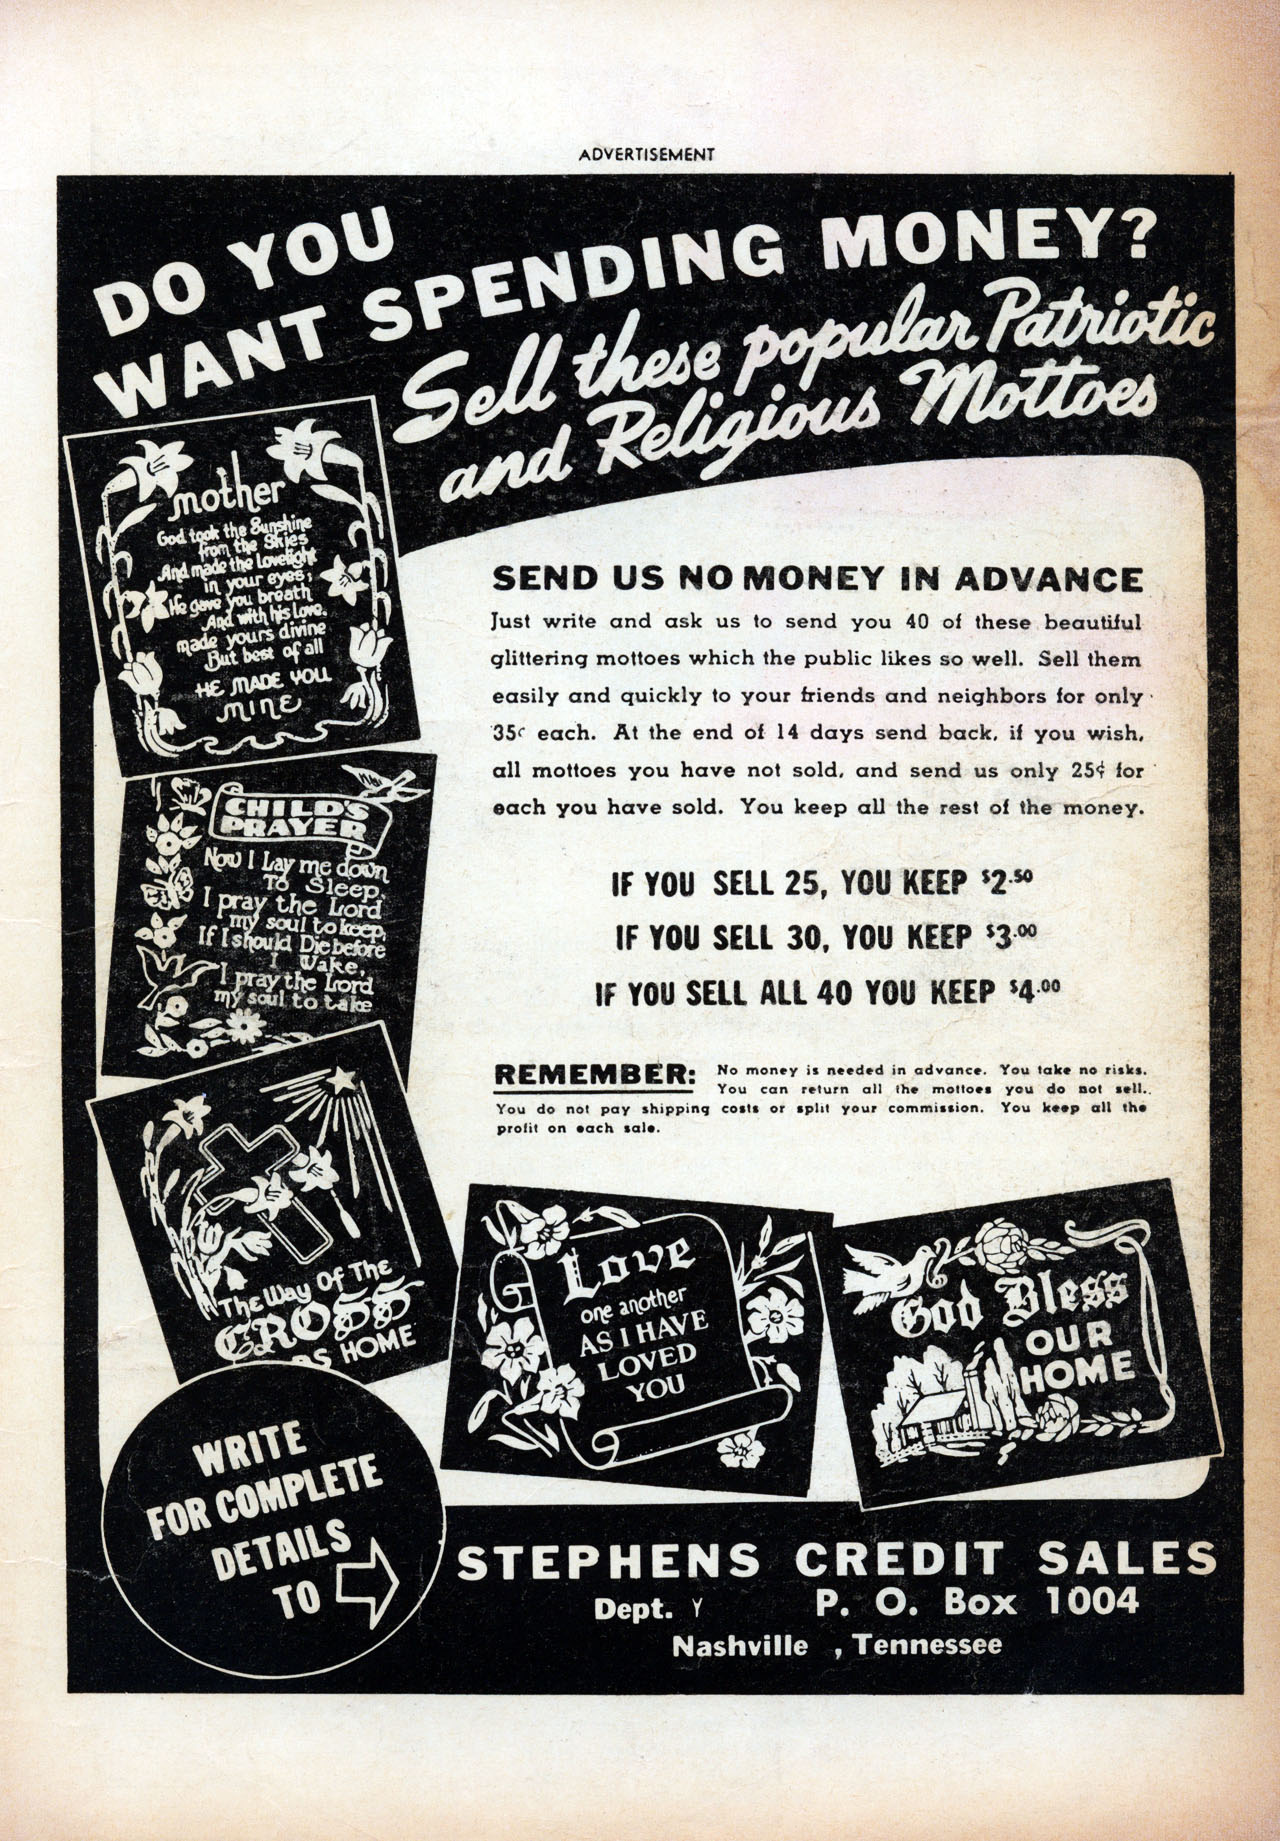 ADVERTISEMENT
DO YOU
WANT SPENDING MONEY?
Sell these popular Patriotic
and Religious Mottoes
mother
God took the Sunshine
from the Skies
And made the Lovelight
in your eyes;
He gave you breath
And with his Love,
made yours divine
But best of all
HE MADE YOU
MINE
CHILD'S
PRAYER
Now I Lay me down
To Sleep,
I pray the Lord
my soul to keep,
If I should Die before
I Wake,
I pray the Lord
my soul to take
The Way Of The
CROSS
HOME
SEND US NO MONEY IN ADVANCE
Just write and ask us to send you 40 of these beautiful
glittering mottoes which the public likes so well. Sell them
easily and quickly to your friends and neighbors for only
35¢ each. At the end of 14 days send back, if you wish,
all mottoes you have not sold, and send us only 25¢ for
each you have sold. You keep all the rest of the money.
IF YOU SELL 25, YOU KEEP $2.50
IF YOU SELL 30, YOU KEEP $3.00
IF YOU SELL ALL 40 YOU KEEP $4.00
REMEMBER: No money is needed in advance. You take no risks.
You can return all the mottoes you do not sell.
You do not pay shipping costs or split your commission. You keep all the
profit on each sale.
Love
one another
AS I HAVE
LOVED
YOU
God Bless
OUR
HOME
WRITE
FOR COMPLETE
DETAILS
TO
STEPHENS CREDIT SALES
Dept. Y P. O. Box 1004
Nashville , Tennessee